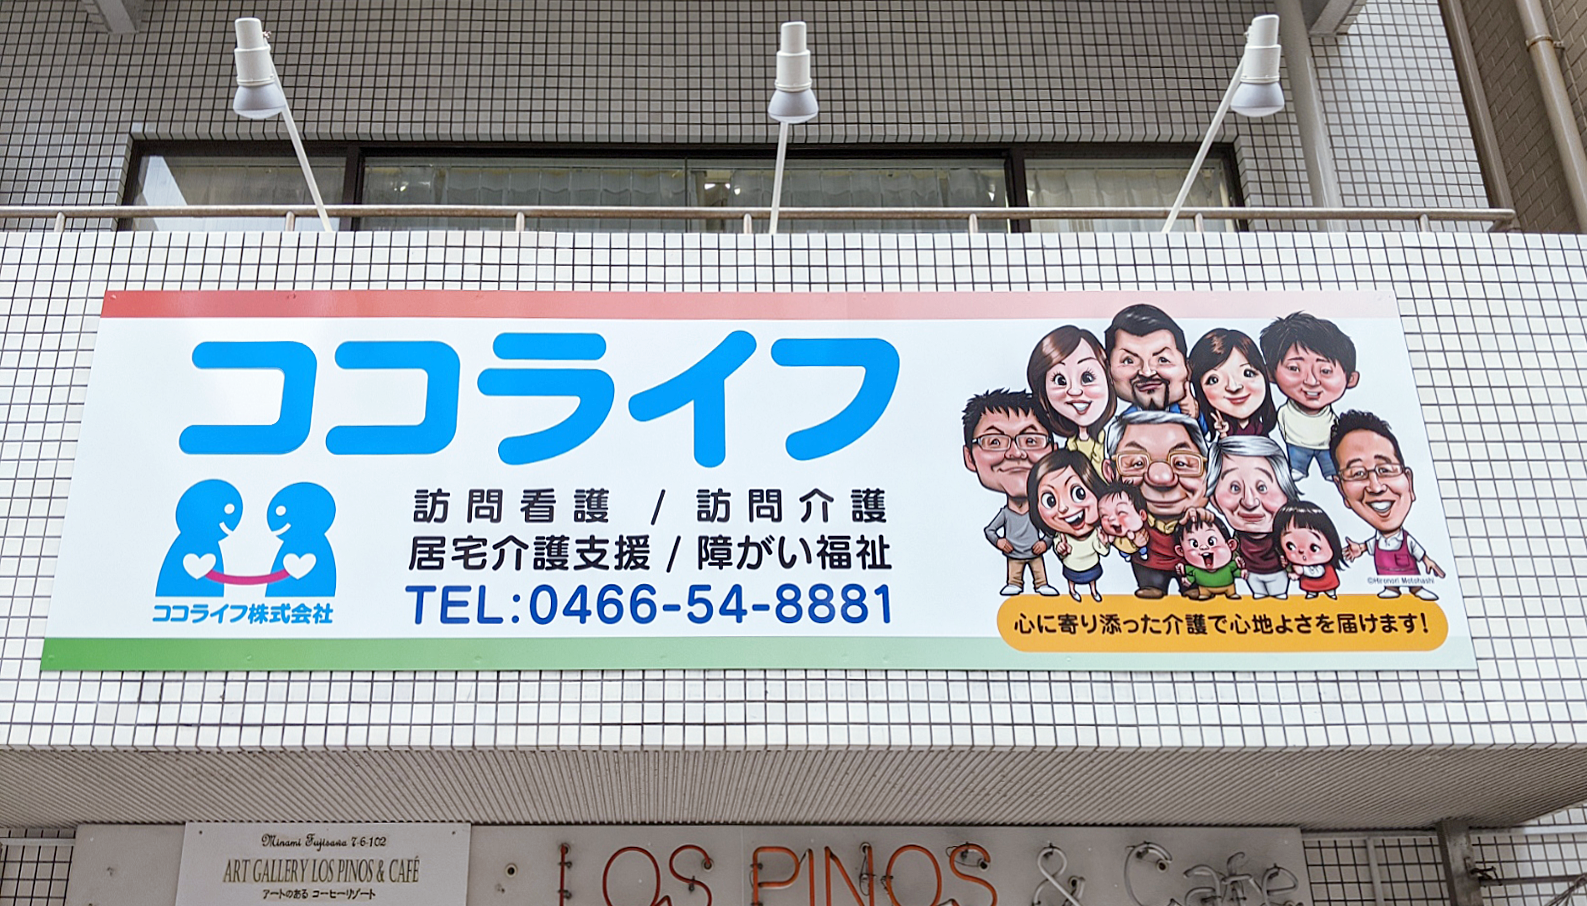 ココライフ
訪問看護 / 訪問介護
居宅介護支援 / 障がい福祉
TEL:0466-54-8881
ココライフ株式会社
©Hironori Motohashi
心に寄り添った介護で心地よさを届けます!
Minami Fujisawa 7-6-102
ART GALLERY LOS PINOS & CAFÉ
アートのある コーヒーリゾート
LOS PINOS & Cafe